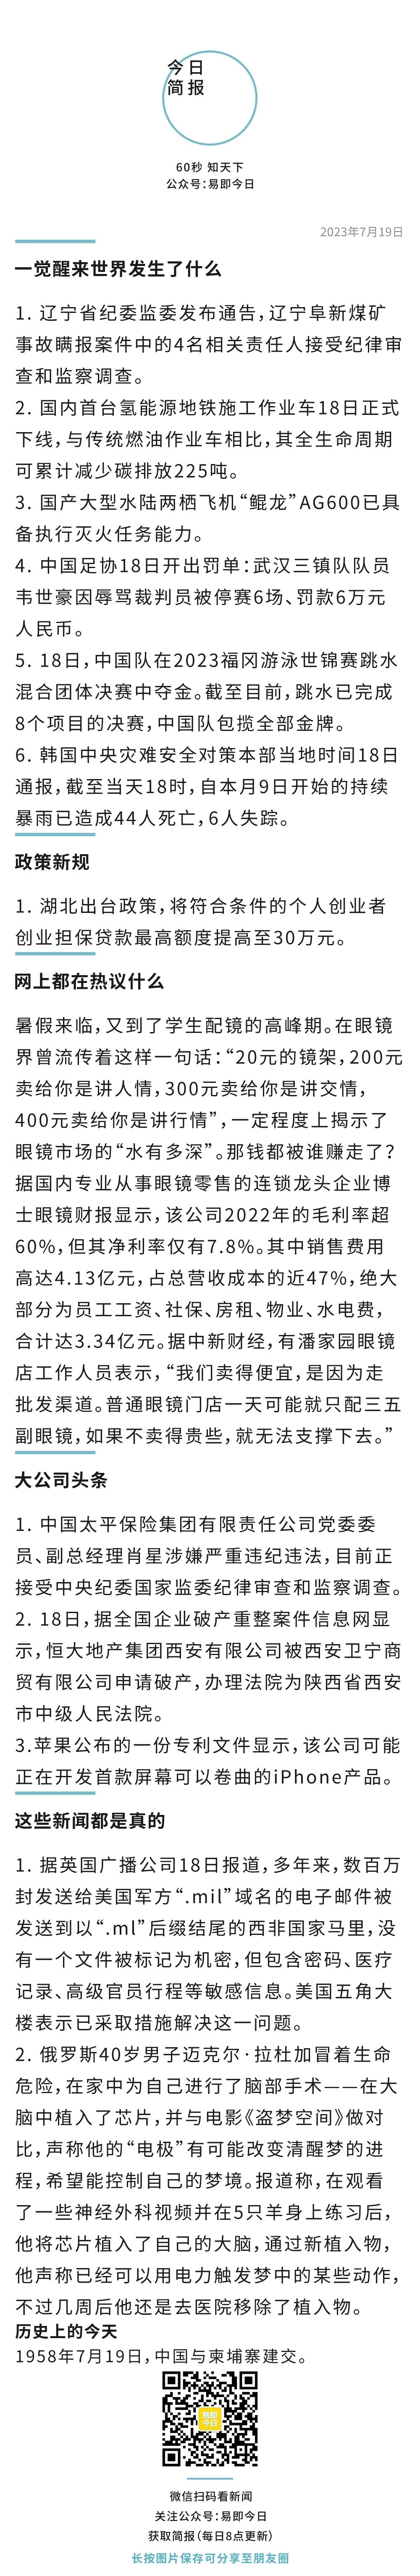 今日
简报
60秒 知天下
公众号：易即今日
2023年7月19日
一觉醒来世界发生了什么
1. 辽宁省纪委监委发布通告，辽宁阜新煤矿
事故瞒报案件中的4名相关责任人接受纪律审
查和监察调查。
2. 国内首台氢能源地铁施工作业车18日正式
下线，与传统燃油作业车相比，其全生命周期
可累计减少碳排放225吨。
3. 国产大型水陆两栖飞机“鲲龙”AG600已具
备执行灭火任务能力。
4. 中国足协18日开出罚单：武汉三镇队队员
韦世豪因辱骂裁判员被停赛6场、罚款6万元
人民币。
5. 18日，中国队在2023福冈游泳世锦赛跳水
混合团体决赛中夺金。截至目前，跳水已完成
8个项目的决赛，中国队包揽全部金牌。
6. 韩国中央灾难安全对策本部当地时间18日
通报，截至当天18时，自本月9日开始的持续
暴雨已造成44人死亡，6人失踪。
政策新规
1. 湖北出台政策，将符合条件的个人创业者
创业担保贷款最高额度提高至30万元。
网上都在热议什么
暑假来临，又到了学生配镜的高峰期。在眼镜
界曾流传着这样一句话：“20元的镜架，200元
卖给你是讲人情，300元卖给你是讲交情，
400元卖给你是讲行情”，一定程度上揭示了
眼镜市场的“水有多深”。那钱都被谁赚走了？
据国内专业从事眼镜零售的连锁龙头企业博
士眼镜财报显示，该公司2022年的毛利率超
60%，但其净利率仅有7.8%。其中销售费用
高达4.13亿元，占总营收成本的近47%，绝大
部分为员工工资、社保、房租、物业、水电费，
合计达3.34亿元。据中新财经，有潘家园眼镜
店工作人员表示，“我们卖得便宜，是因为走
批发渠道。普通眼镜门店一天可能就只配三五
副眼镜，如果不卖得贵些，就无法支撑下去。”
大公司头条
1. 中国太平保险集团有限责任公司党委委
员、副总经理肖星涉嫌严重违纪违法，目前正
接受中央纪委国家监委纪律审查和监察调查。
2. 18日，据全国企业破产重整案件信息网显
示，恒大地产集团西安有限公司被西安卫宁商
贸有限公司申请破产，办理法院为陕西省西安
市中级人民法院。
3.苹果公布的一份专利文件显示，该公司可能
正在开发首款屏幕可以卷曲的iPhone产品。
这些新闻都是真的
1. 据英国广播公司18日报道，多年来，数百万
封发送给美国军方“.mil”域名的电子邮件被
发送到以“.ml”后缀结尾的西非国家马里，没
有一个文件被标记为机密，但包含密码、医疗
记录、高级官员行程等敏感信息。美国五角大
楼表示已采取措施解决这一问题。
2. 俄罗斯40岁男子迈克尔·拉杜加冒着生命
危险，在家中为自己进行了脑部手术——在大
脑中植入了芯片，并与电影《盗梦空间》做对
比，声称他的“电极”有可能改变清醒梦的进
程，希望能控制自己的梦境。报道称，在观看
了一些神经外科视频并在5只羊身上练习后，
他将芯片植入了自己的大脑，通过新植入物，
他声称已经可以用电力触发梦中的某些动作，
不过几周后他还是去医院移除了植入物。
历史上的今天
1958年7月19日，中国与柬埔寨建交。
易即
今日
微信扫码看新闻
关注公众号：易即今日
获取简报（每日8点更新）
长按图片保存可分享至朋友圈